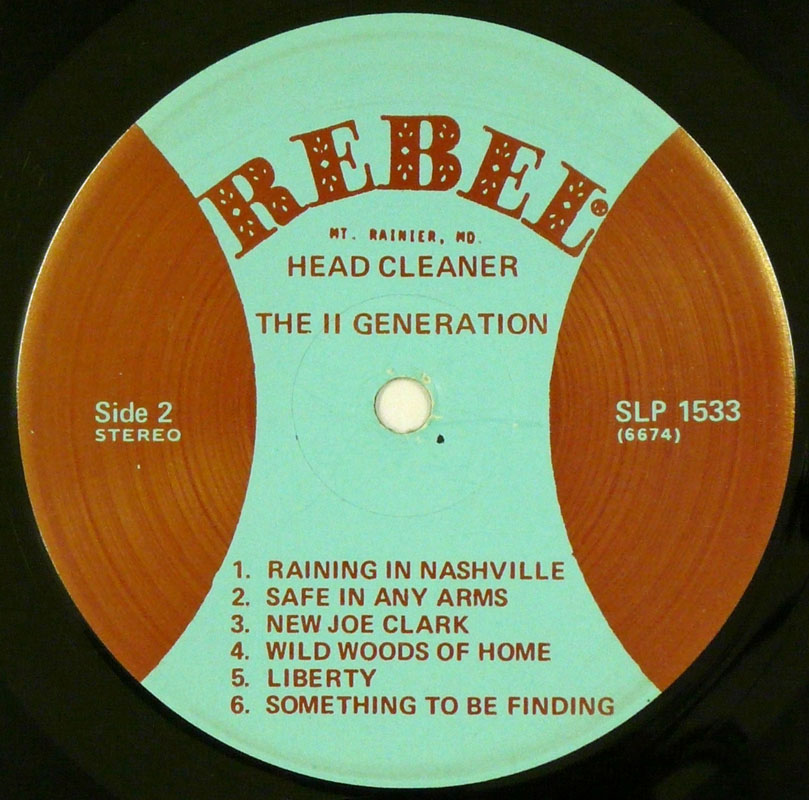 REBEL
MT. RAINIER, MD.
HEAD CLEANER
THE II GENERATION
Side 2
STEREO
SLP 1533
(6674)
1. RAINING IN NASHVILLE
2. SAFE IN ANY ARMS
3. NEW JOE CLARK
4. WILD WOODS OF HOME
5. LIBERTY
6. SOMETHING TO BE FINDING